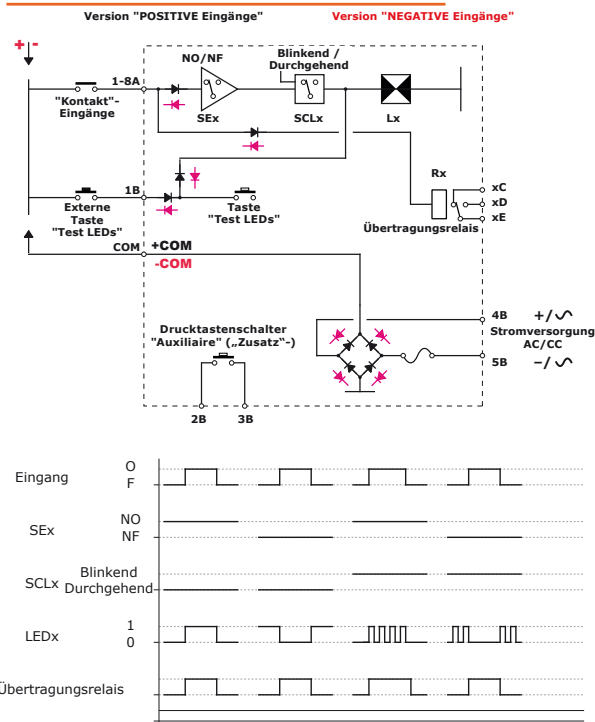 Version "POSITIVE Eingänge"
Version "NEGATIVE Eingänge"
+ -
NO/NF
Blinkend /
Durchgehend
1-8A
"Kontakt"-
Eingänge
SEx
SCLx
Lx
Rx
xC
xD
xE
Übertragungsrelais
1B
Externe
Taste
"Test LEDs"
Taste
"Test LEDs"
COM
+COM
-COM
4B
+/∿
Stromversorgung
AC/CC
5B
−/∿
Drucktastenschalter
"Auxiliaire" („Zusatz“-)
2B
3B
Eingang
O
F
SEx
NO
NF
SCLx
Blinkend
Durchgehend
LEDx
1
0
Übertragungsrelais